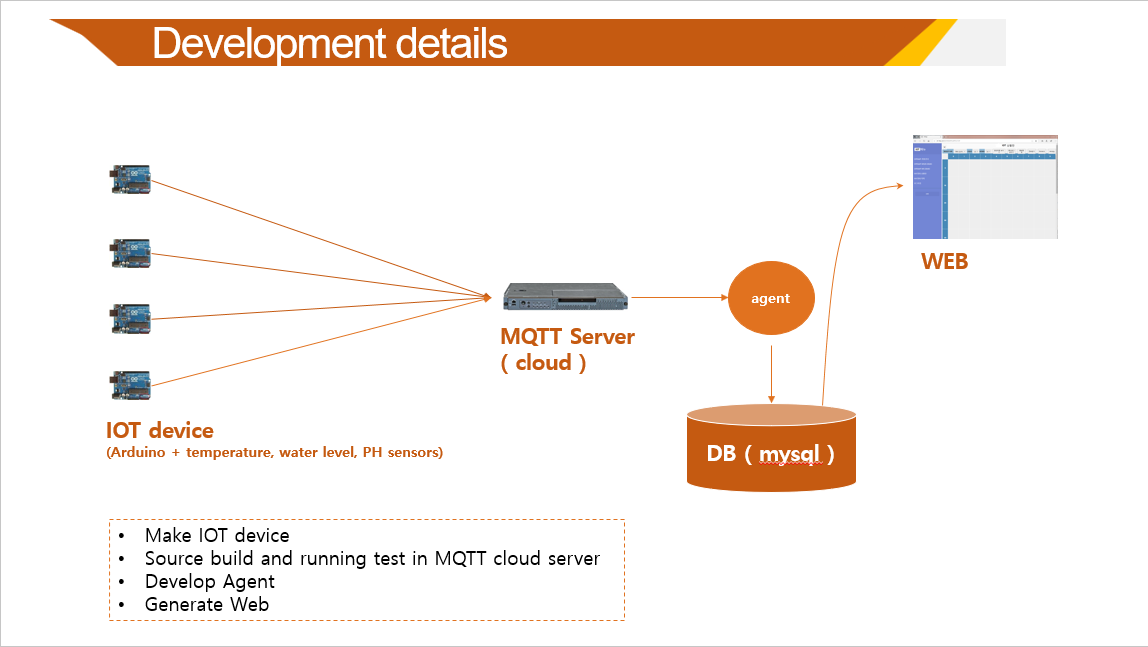 Development details
WEB
agent
MQTT Server
( cloud )
IOT device
(Arduino + temperature, water level, PH sensors)
DB ( mysql )
• Make IOT device
• Source build and running test in MQTT cloud server
• Develop Agent
• Generate Web